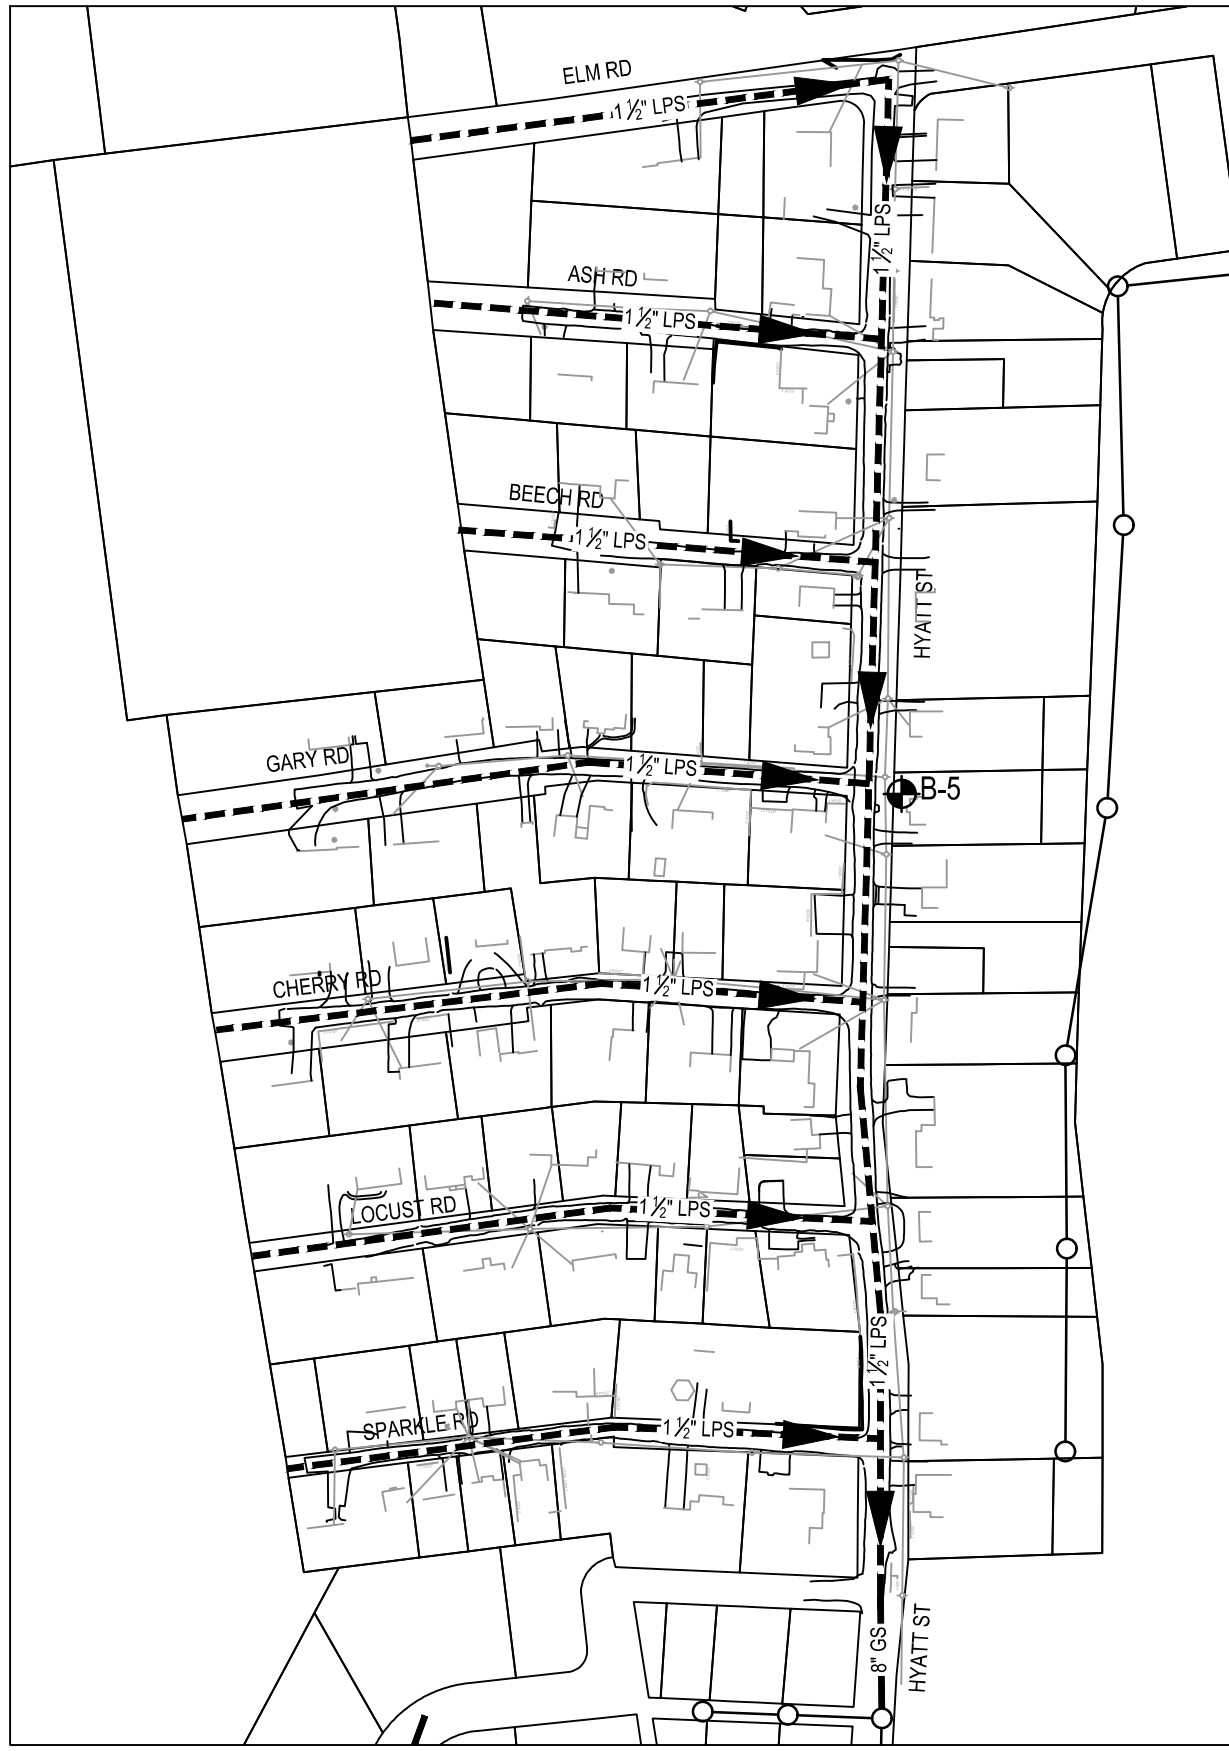 ELM RD
1 ½" LPS
1 ½" LPS
ASH RD
1 ½" LPS
BEECH RD
1 ½" LPS
HYATT ST
GARY RD
1 ½" LPS
B-5
CHERRY RD
1 ½" LPS
LOCUST RD
1 ½" LPS
1 ½" LPS
SPARKLE RD
1 ½" LPS
8" GS
HYATT ST